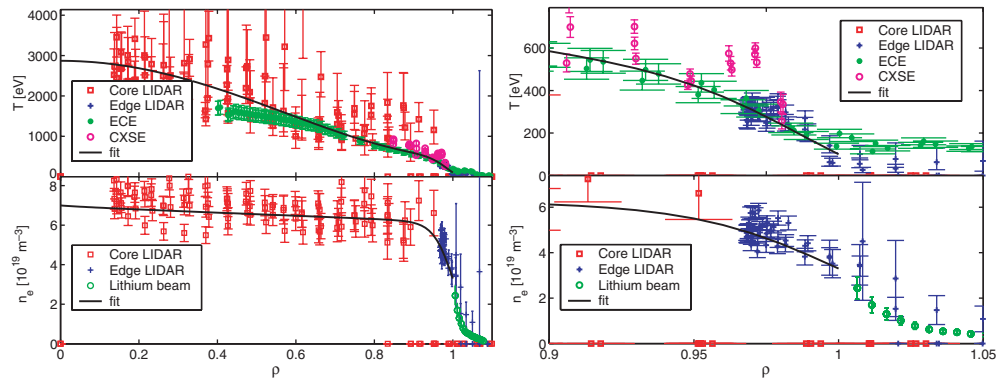 T [eV]
4000
3000
2000
1000
Core LIDAR
Edge LIDAR
ECE
CXSE
fit
n_e [10^19 m^-3]
8
6
4
2
0
Core LIDAR
Edge LIDAR
Lithium beam
fit
0 0.2 0.4 0.6 0.8 1
ρ
T [eV]
600
400
200
0
Core LIDAR
Edge LIDAR
ECE
CXSE
fit
n_e [10^19 m^-3]
6
4
2
0
Core LIDAR
Edge LIDAR
Lithium beam
fit
0.9 0.95 1 1.05
ρ